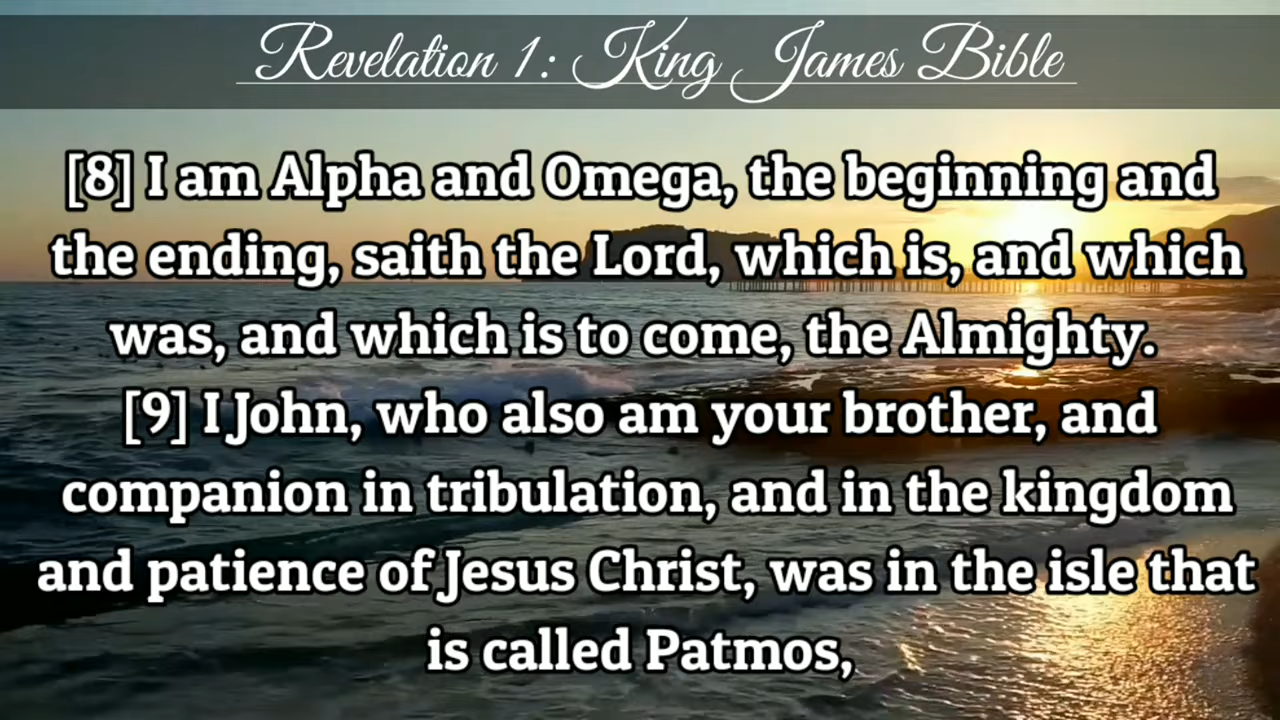 Revelation 1: King James Bible
[8] I am Alpha and Omega, the beginning and
the ending, saith the Lord, which is, and which
was, and which is to come, the Almighty.
[9] I John, who also am your brother, and
companion in tribulation, and in the kingdom
and patience of Jesus Christ, was in the isle that
is called Patmos,